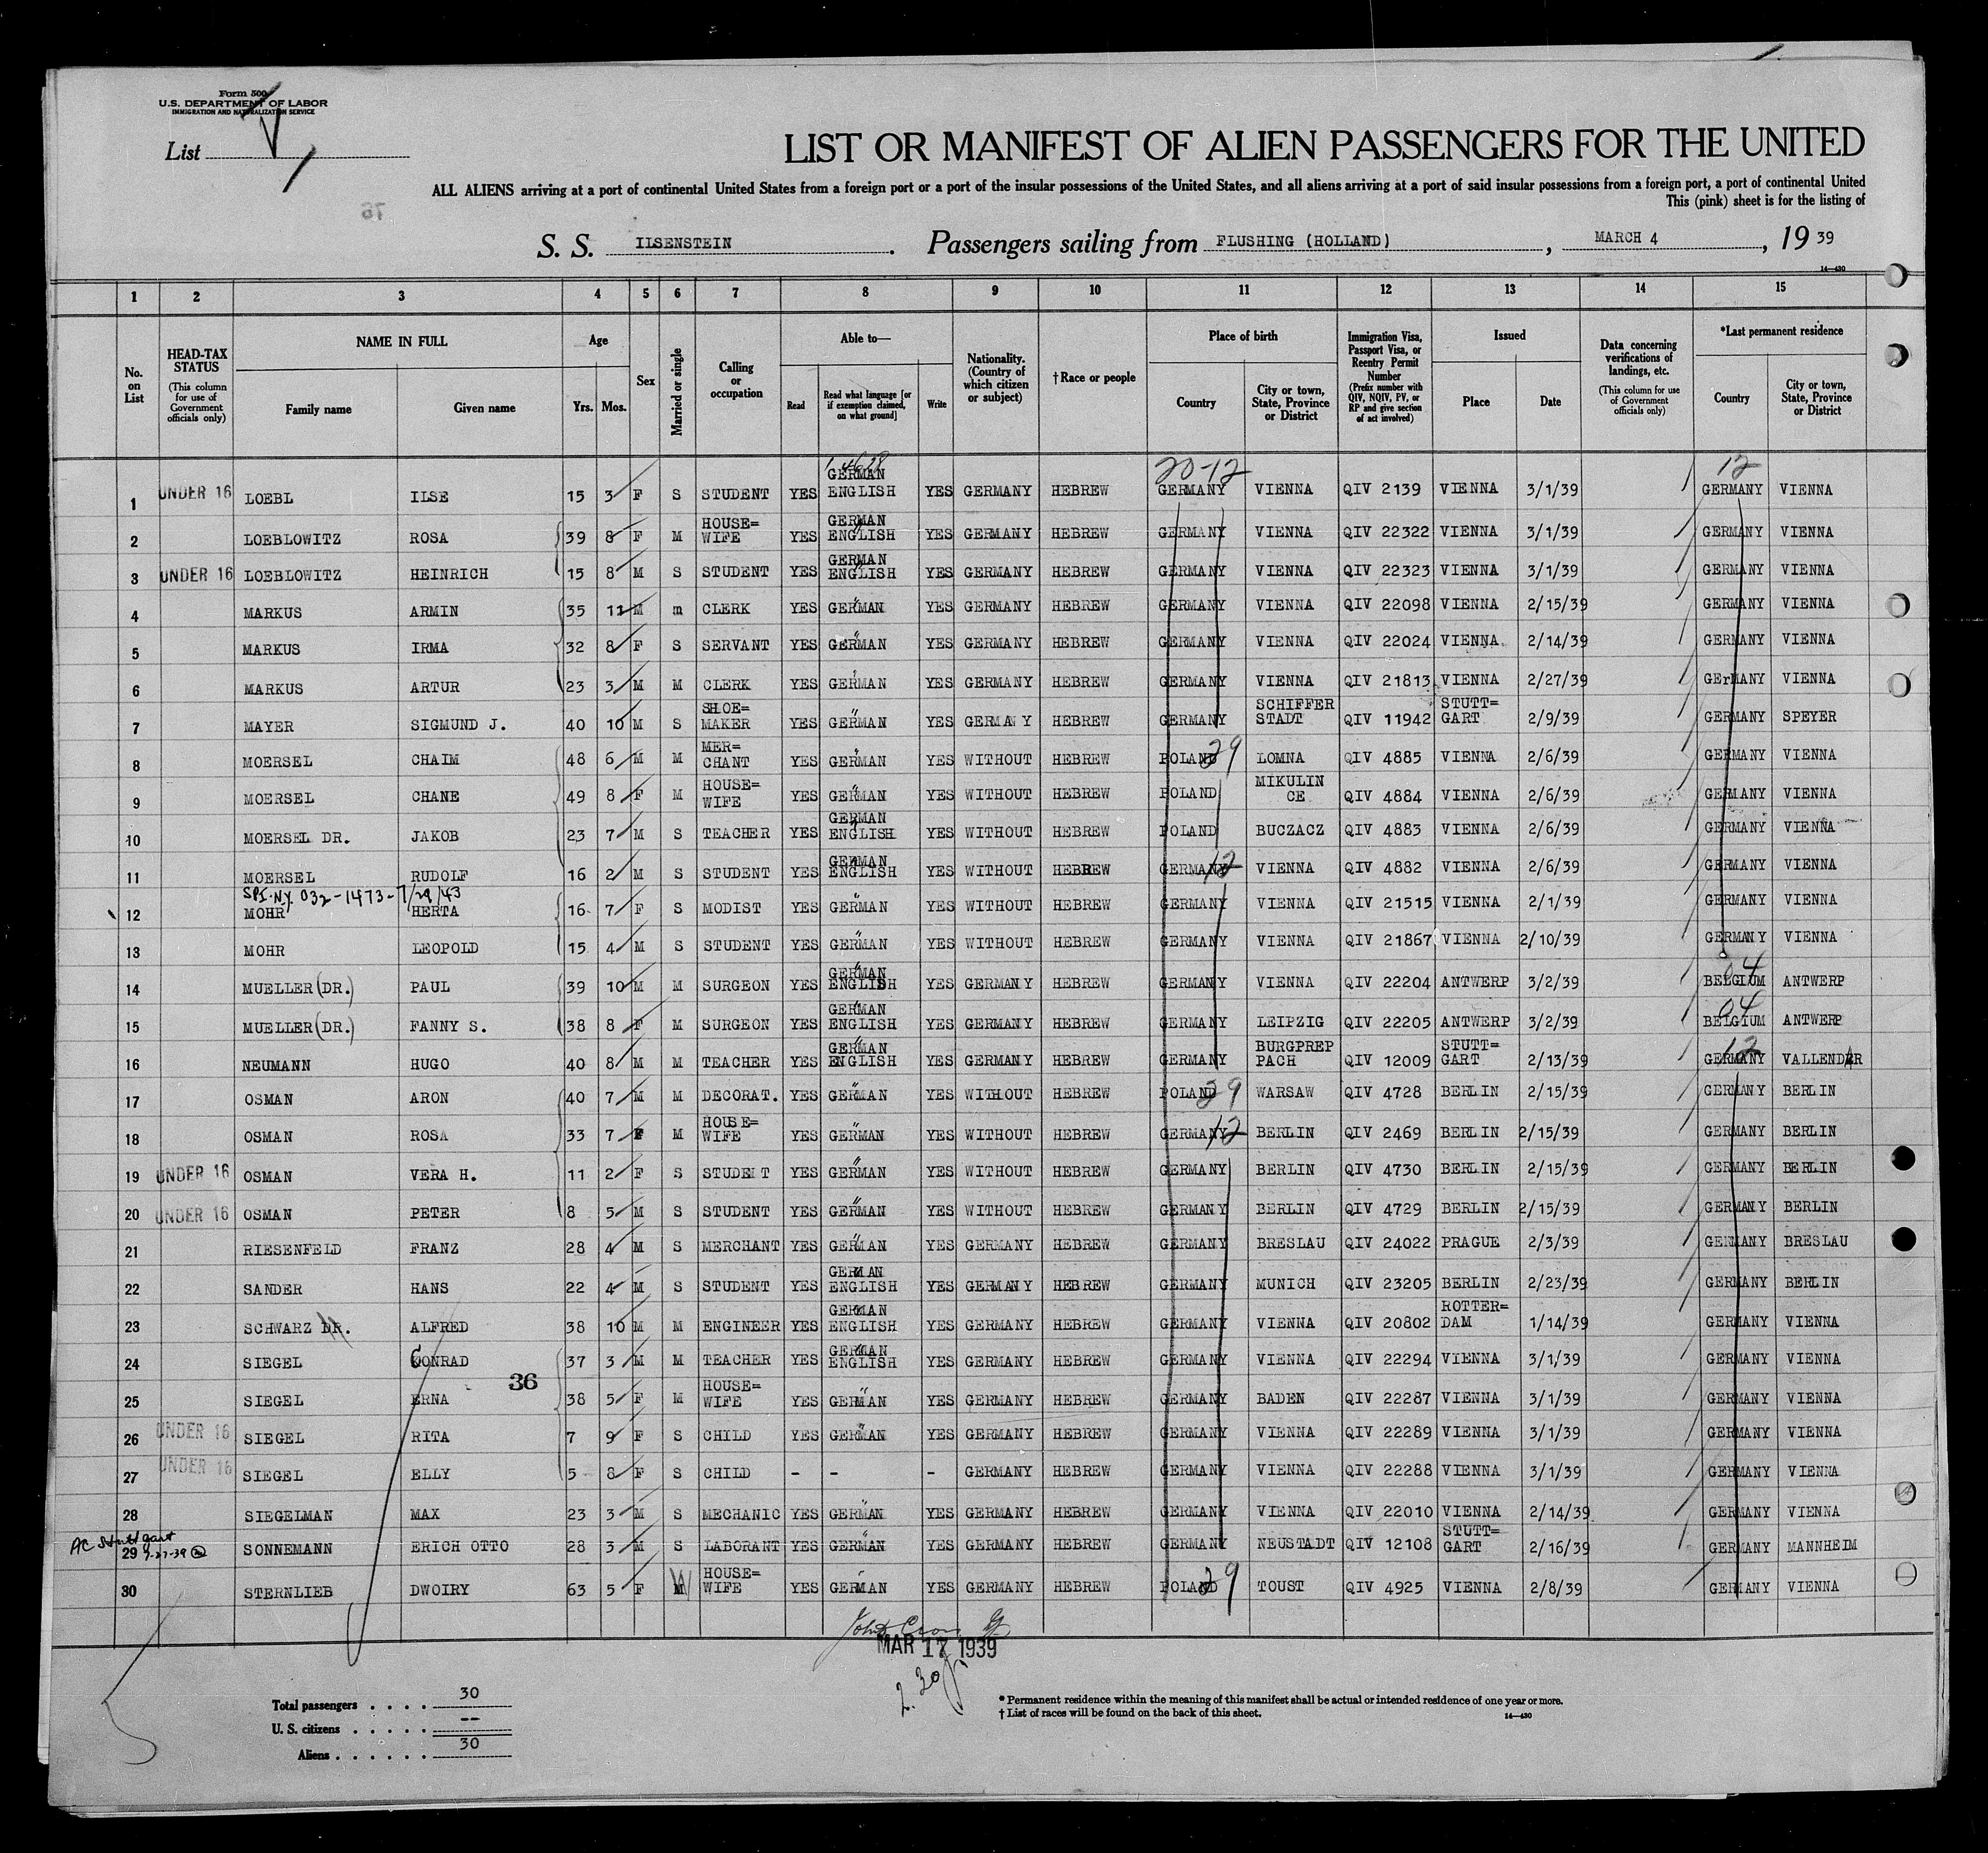 Form 500
U.S. DEPARTMENT OF LABOR
IMMIGRATION AND NATURALIZATION SERVICE
List
LIST OR MANIFEST OF ALIEN PASSENGERS FOR THE UNITED
ALL ALIENS arriving at a port of continental United States from a foreign port or a port of the insular possessions of the United States, and all aliens arriving at a port of said insular possessions from a foreign port, a port of continental United
This (pink) sheet is for the listing of
S. S. ILSENSTEIN. Passengers sailing from FLUSHING (HOLLAND), MARCH 4, 19 39
14—430
1 2 3 4 5 6 7 8 9 10 11 12 13 14 15
No. on List
HEAD-TAX STATUS (This column for use of Government officials only)
NAME IN FULL Family name Given name
Age Yrs. Mos.
Sex
Married or single
Calling or occupation
Able to— Read Read what language [or if exemption claimed, on what ground] Write
Nationality. (Country of which citizen or subject)
†Race or people
Place of birth Country City or town, State, Province or District
Immigration Visa, Passport Visa, or Reentry Permit Number (Prefix number with QIV, NQIV, PV, or RP and give section of act involved)
Issued Place Date
Data concerning verifications of landings, etc. (This column for use of Government officials only)
*Last permanent residence Country City or town, State, Province or District
20-12 12
1 UNDER 16 LOEBL ILSE 15 3 F S STUDENT YES GERMAN ENGLISH YES GERMANY HEBREW GERMANY VIENNA QIV 2139 VIENNA 3/1/39 GERMANY VIENNA
2 LOEBLOWITZ ROSA 39 8 F M HOUSE=WIFE YES GERMAN ENGLISH YES GERMANY HEBREW GERMANY VIENNA QIV 22322 VIENNA 3/1/39 GERMANY VIENNA
3 UNDER 16 LOEBLOWITZ HEINRICH 15 8 M S STUDENT YES GERMAN ENGLISH YES GERMANY HEBREW GERMANY VIENNA QIV 22323 VIENNA 3/1/39 GERMANY VIENNA
4 MARKUS ARMIN 35 11 M m CLERK YES GERMAN YES GERMANY HEBREW GERMANY VIENNA QIV 22098 VIENNA 2/15/39 GERMANY VIENNA
5 MARKUS IRMA 32 8 F S SERVANT YES GERMAN YES GERMANY HEBREW GERMANY VIENNA QIV 22024 VIENNA 2/14/39 GERMANY VIENNA
6 MARKUS ARTUR 23 3 M M CLERK YES GERMAN YES GERMANY HEBREW GERMANY VIENNA QIV 21813 VIENNA 2/27/39 GErMANY VIENNA
7 MAYER SIGMUND J. 40 10 M S SHOE=MAKER YES GERMAN YES GERMANY HEBREW GERMANY SCHIFFER STADT QIV 11942 STUTT=GART 2/9/39 GERMANY SPEYER
8 MOERSEL CHAIM 48 6 M M MER=CHANT YES GERMAN YES WITHOUT HEBREW POLAND 29 LOMNA QIV 4885 VIENNA 2/6/39 GERMANY VIENNA
9 MOERSEL CHANE 49 8 F M HOUSE=WIFE YES GERMAN YES WITHOUT HEBREW POLAND MIKULIN CE QIV 4884 VIENNA 2/6/39 GERMANY VIENNA
10 MOERSEL DR. JAKOB 23 7 M S TEACHER YES GERMAN ENGLISH YES WITHOUT HEBREW POLAND BUCZACZ QIV 4883 VIENNA 2/6/39 GERMANY VIENNA
11 MOERSEL RUDOLF 16 2 M S STUDENT YES GERMAN ENGLISH YES WITHOUT HEBREW GERMANY 12 VIENNA QIV 4882 VIENNA 2/6/39 GERMANY VIENNA
SPI. N.Y. 032-1473-7/29/43
12 MOHR HERTA 16 7 F S MODIST YES GERMAN YES WITHOUT HEBREW GERMANY VIENNA QIV 21515 VIENNA 2/1/39 GERMANY VIENNA
13 MOHR LEOPOLD 15 4 M S STUDENT YES GERMAN YES WITHOUT HEBREW GERMANY VIENNA QIV 21867 VIENNA 2/10/39 GERMANY VIENNA
14 MUELLER (DR.) PAUL 39 10 M M SURGEON YES GERMAN ENGLISH YES GERMANY HEBREW GERMANY VIENNA QIV 22204 ANTWERP 3/2/39 BELGIUM 04 ANTWERP
15 MUELLER (DR.) FANNY S. 38 8 F M SURGEON YES GERMAN ENGLISH YES GERMANY HEBREW GERMANY LEIPZIG QIV 22205 ANTWERP 3/2/39 BELGIUM 04 ANTWERP
16 NEUMANN HUGO 40 8 M M TEACHER YES GERMAN ENGLISH YES GERMANY HEBREW GERMANY BURGPREP PACH QIV 12009 STUTT=GART 2/13/39 GERMANY 12 VALLENDAR
17 OSMAN ARON 40 7 M M DECORAT. YES GERMAN YES WITHOUT HEBREW POLAND 29 WARSAW QIV 4728 BERLIN 2/15/39 GERMANY BERLIN
18 OSMAN ROSA 33 7 F M HOUSE=WIFE YES GERMAN YES WITHOUT HEBREW GERMANY 12 BERLIN QIV 2469 BERLIN 2/15/39 GERMANY BERLIN
19 UNDER 16 OSMAN VERA H. 11 2 F S STUDENT YES GERMAN YES WITHOUT HEBREW GERMANY BERLIN QIV 4730 BERLIN 2/15/39 GERMANY BERLIN
20 UNDER 16 OSMAN PETER 8 5 M S STUDENT YES GERMAN YES WITHOUT HEBREW GERMANY BERLIN QIV 4729 BERLIN 2/15/39 GERMANY BERLIN
21 RIESENFELD FRANZ 28 4 M S MERCHANT YES GERMAN YES GERMANY HEBREW GERMANY BRESLAU QIV 24022 PRAGUE 2/3/39 GERMANY BRESLAU
22 SANDER HANS 22 4 M S STUDENT YES GERMAN ENGLISH YES GERMANY HEBREW GERMANY MUNICH QIV 23205 BERLIN 2/23/39 GERMANY BERLIN
23 SCHWARZ DR. ALFRED 38 10 M M ENGINEER YES GERMAN ENGLISH YES GERMANY HEBREW GERMANY VIENNA QIV 20802 ROTTER=DAM 1/14/39 GERMANY VIENNA
24 SIEGEL CONRAD 37 3 M M TEACHER YES GERMAN ENGLISH YES GERMANY HEBREW GERMANY VIENNA QIV 22294 VIENNA 3/1/39 GERMANY VIENNA
36
25 SIEGEL ERNA 38 5 F M HOUSE=WIFE YES GERMAN YES GERMANY HEBREW GERMANY BADEN QIV 22287 VIENNA 3/1/39 GERMANY VIENNA
26 UNDER 16 SIEGEL RITA 7 9 F S CHILD YES GERMAN YES GERMANY HEBREW GERMANY VIENNA QIV 22289 VIENNA 3/1/39 GERMANY VIENNA
27 UNDER 16 SIEGEL ELLY 5 8 F S CHILD - - - GERMANY HEBREW GERMANY VIENNA QIV 22288 VIENNA 3/1/39 GERMANY VIENNA
28 SIEGELMAN MAX 23 3 M S MECHANIC YES GERMAN YES GERMANY HEBREW GERMANY VIENNA QIV 22010 VIENNA 2/14/39 GERMANY VIENNA
AC Stuttgart
29 SONNEMANN ERICH OTTO 28 3 M S LABORANT YES GERMAN YES GERMANY HEBREW GERMANY NEUSTADT QIV 12108 STUTT=GART 2/16/39 GERMANY MANNHEIM
30 STERNLIEB DWOIRY 63 5 F W HOUSE=WIFE YES GERMAN YES GERMANY HEBREW POLAND 29 TOUST QIV 4925 VIENNA 2/8/39 GERMANY VIENNA
MAR 17 1939
2.30
Total passengers . . . . 30
U. S. citizens . . . . . --
Aliens . . . . . . 30
* Permanent residence within the meaning of this manifest shall be actual or intended residence of one year or more.
† List of races will be found on the back of this sheet.
14—430